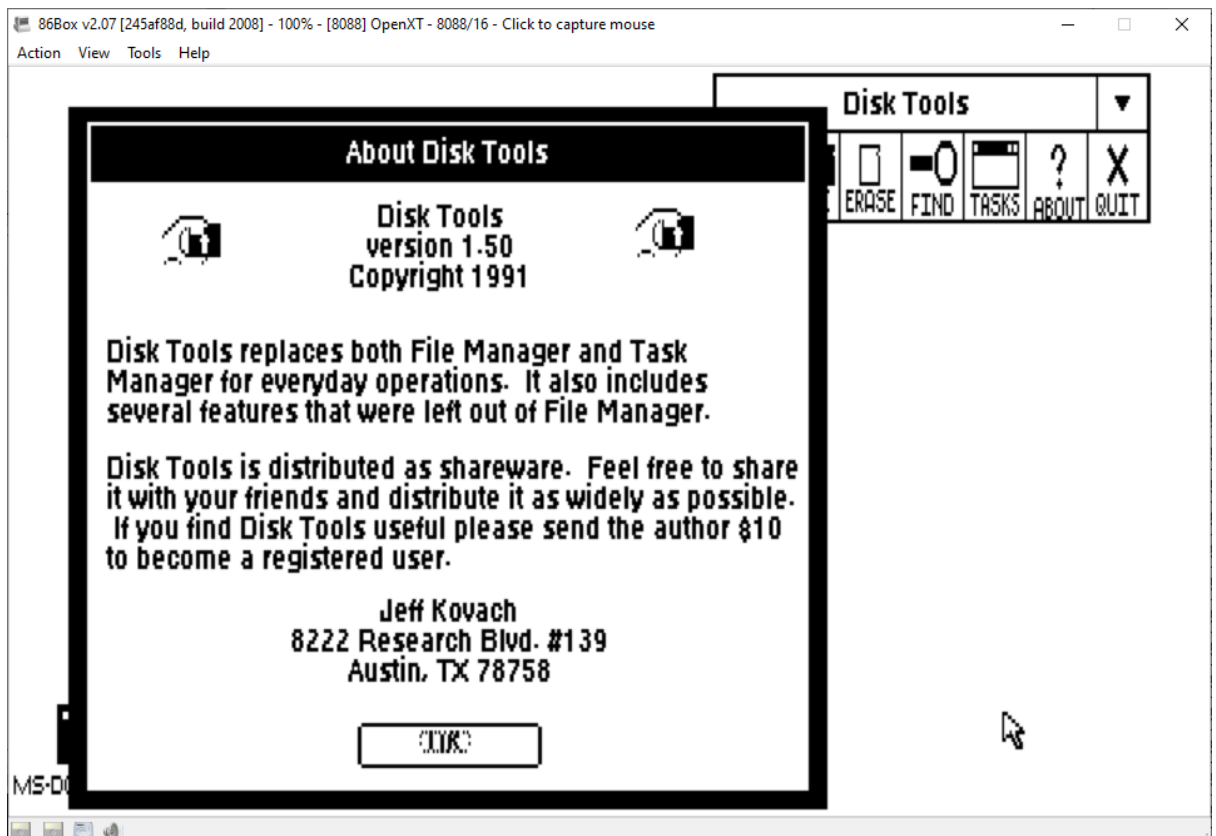 86Box v2.07 [245af88d, build 2008] - 100% - [8088] OpenXT - 8088/16 - Click to capture mouse
Action View Tools Help
Disk Tools
ERASE FIND TASKS ABOUT QUIT
About Disk Tools
Disk Tools
version 1.50
Copyright 1991
Disk Tools replaces both File Manager and Task
Manager for everyday operations. It also includes
several features that were left out of File Manager.
Disk Tools is distributed as shareware. Feel free to share
it with your friends and distribute it as widely as possible.
If you find Disk Tools useful please send the author $10
to become a registered user.
Jeff Kovach
8222 Research Blvd. #139
Austin, TX 78758